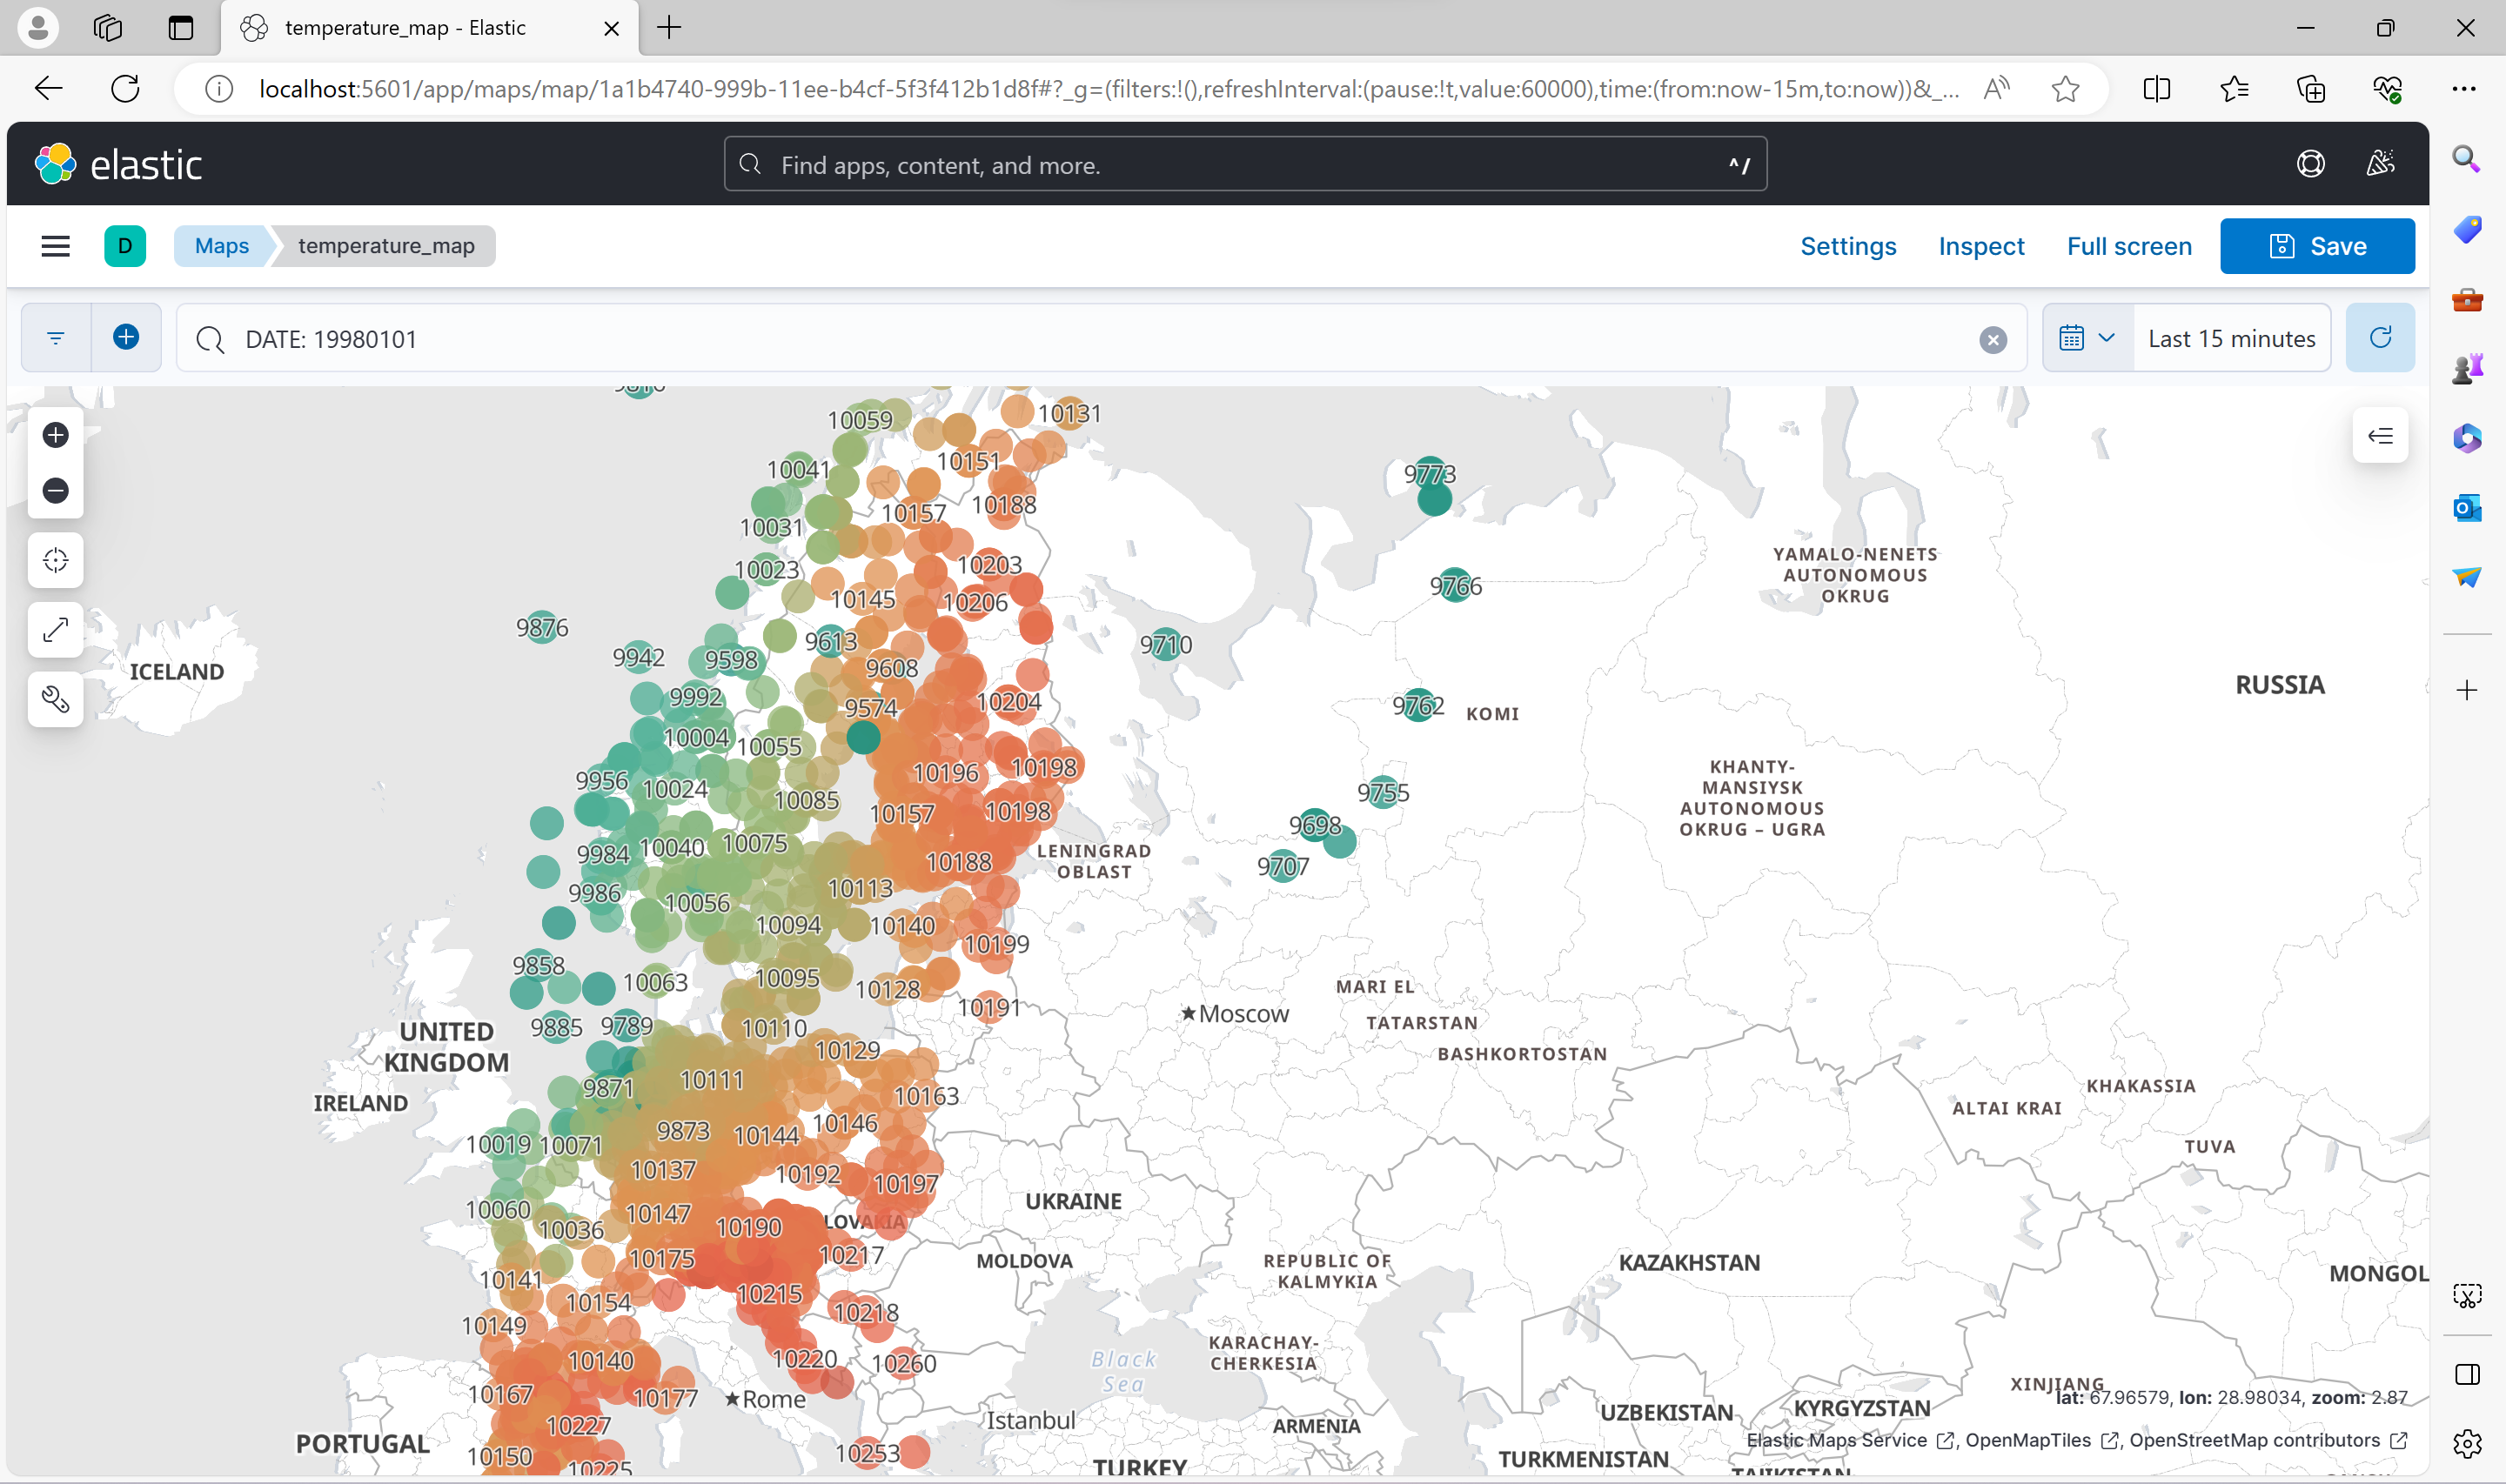 temperature_map - Elastic
localhost:5601/app/maps/map/1a1b4740-999b-11ee-b4cf-5f3f412b1d8f#?_g=(filters:!(),refreshInterval:(pause:!t,value:60000),time:(from:now-15m,to:now))&_...
elastic
Find apps, content, and more.
^/
D
Maps
temperature_map
Settings
Inspect
Full screen
Save
DATE: 19980101
Last 15 minutes
10059
10131
10041
10151
9773
10157
10188
10031
YAMALO-NENETS
AUTONOMOUS
OKRUG
10023
10203
9766
10145
10206
9876
9613
9710
9942
9598
9608
ICELAND
RUSSIA
9992
9574
10204
9762
KOMI
10004
10055
9956
10024
10196
10198
KHANTY-
MANSIYSK
AUTONOMOUS
OKRUG – UGRA
10085
9755
10157
10198
9698
9984
10040
10075
10188
LENINGRAD
OBLAST
9707
9986
10056
10113
10094
10140
10199
9858
10063
10095
10128
MARI EL
10191
Moscow
9885
9789
10110
TATARSTAN
UNITED
KINGDOM
10129
BASHKORTOSTAN
9871
10111
10163
KHAKASSIA
IRELAND
ALTAI KRAI
10019
10071
9873
10144
10146
TUVA
10137
10192
10197
10060
10036
10147
10190
LOVAKIA
UKRAINE
10175
10217
MOLDOVA
REPUBLIC OF
KALMYKIA
KAZAKHSTAN
MONGOL
10141
10154
10215
10218
10149
10140
10220
10260
Black
Sea
KARACHAY-
CHERKESIA
10167
10177
Rome
XINJIANG
lat: 67.96579, lon: 28.98034, zoom: 2.87
10227
Istanbul
ARMENIA
UZBEKISTAN
KYRGYZSTAN
PORTUGAL
10150
10253
Elastic Maps Service , OpenMapTiles , OpenStreetMap contributors
10225
TURKEY
TURKMENISTAN
TAJIKISTAN